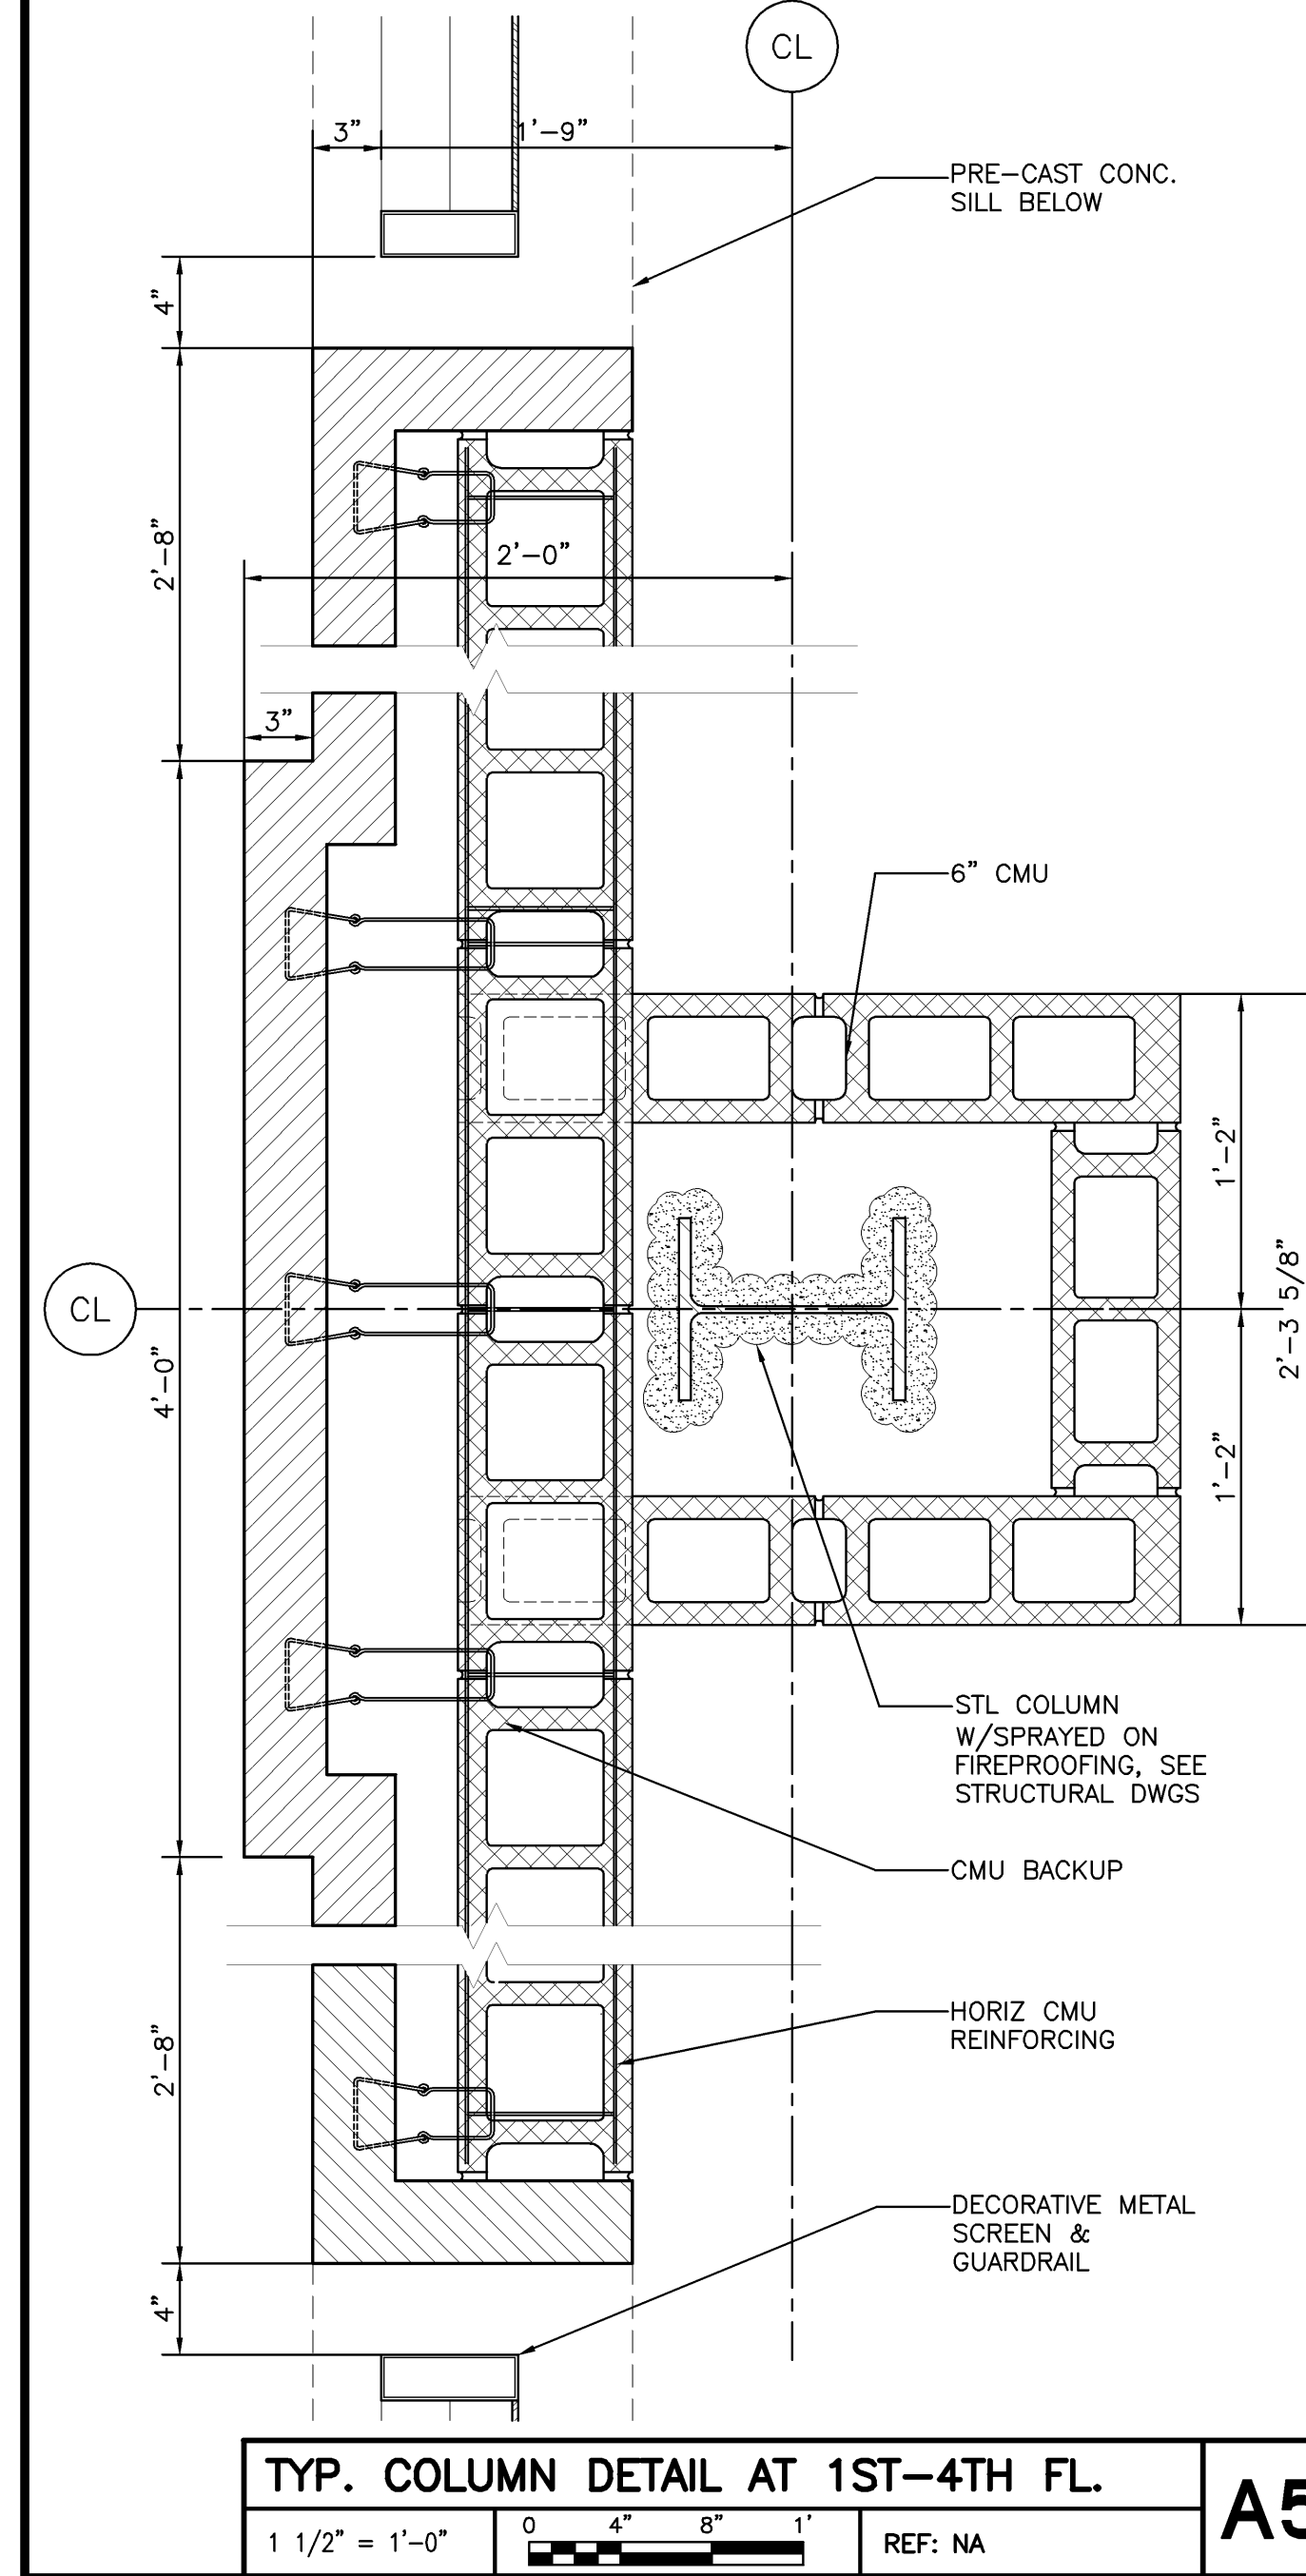 CL
3"
1'-9"
PRE-CAST CONC.
SILL BELOW
4"
2'-8"
2'-0"
3"
6" CMU
1'-2"
CL
2'-3 5/8"
4'-0"
1'-2"
STL COLUMN
W/SPRAYED ON
FIREPROOFING, SEE
STRUCTURAL DWGS
CMU BACKUP
HORIZ CMU
REINFORCING
2'-8"
DECORATIVE METAL
SCREEN &
GUARDRAIL
4"
TYP. COLUMN DETAIL AT 1ST-4TH FL.
A5
1 1/2" = 1'-0"
0 4" 8" 1'
REF: NA